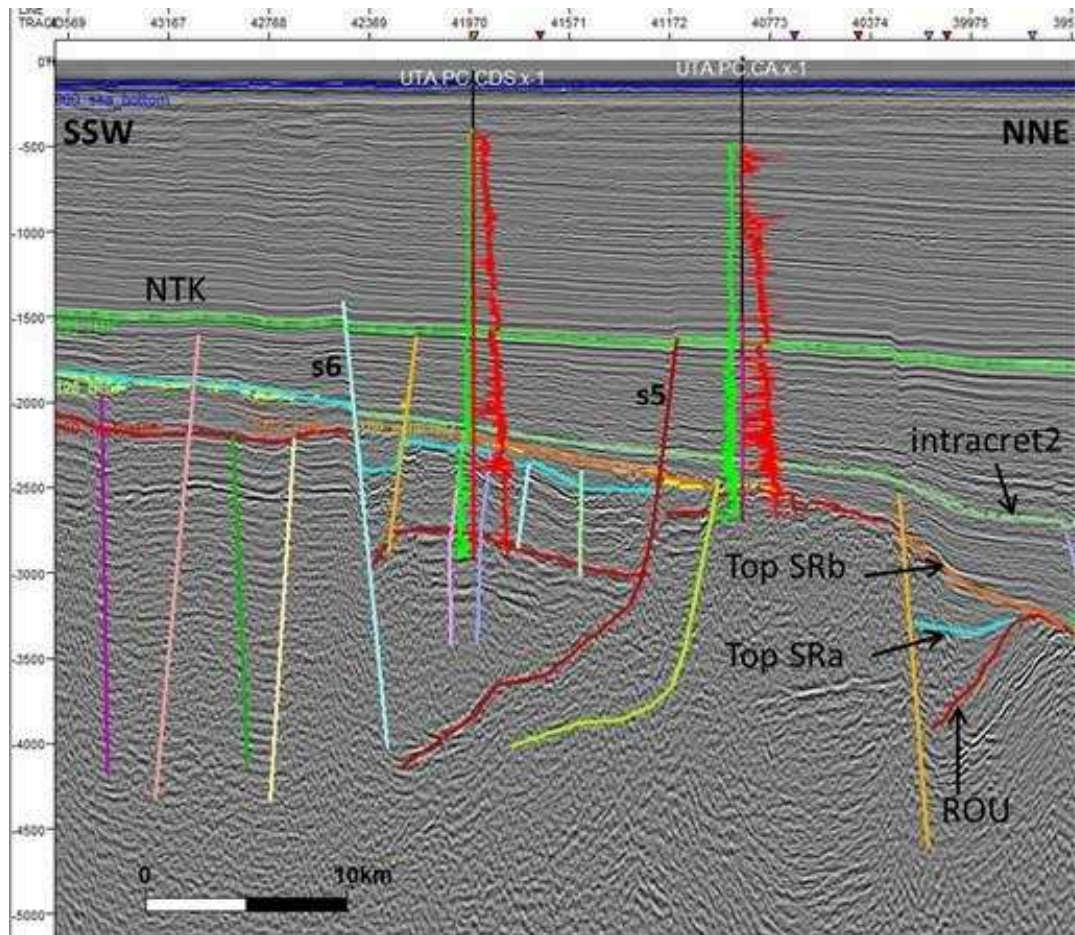 LINE
TRACE
43167 42768 42369 41970 41571 41172 40773 40374 39975
UTA.PC.CDS.x-1
UTA.PC.CA.x-1
SSW
NNE
-500
-1000
NTK
-1500
s6
s5
-2000
intracret2
-2500
Top SRb
-3000
Top SRa
-3500
-4000
ROU
-4500
0
10km
-5000